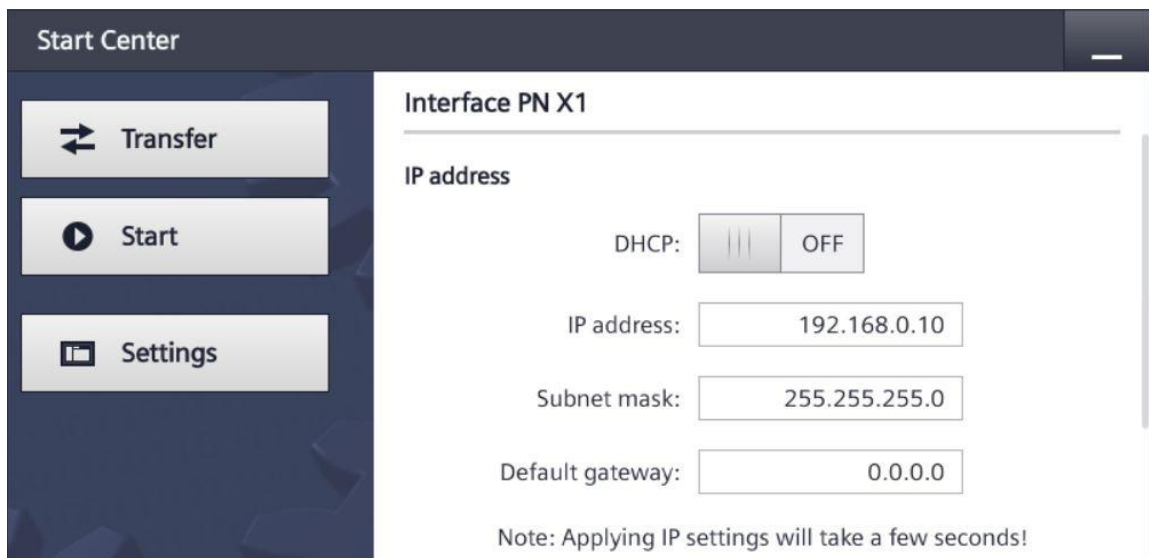 Start Center
Transfer
Start
Settings
Interface PN X1
IP address
DHCP: OFF
IP address: 192.168.0.10
Subnet mask: 255.255.255.0
Default gateway: 0.0.0.0
Note: Applying IP settings will take a few seconds!